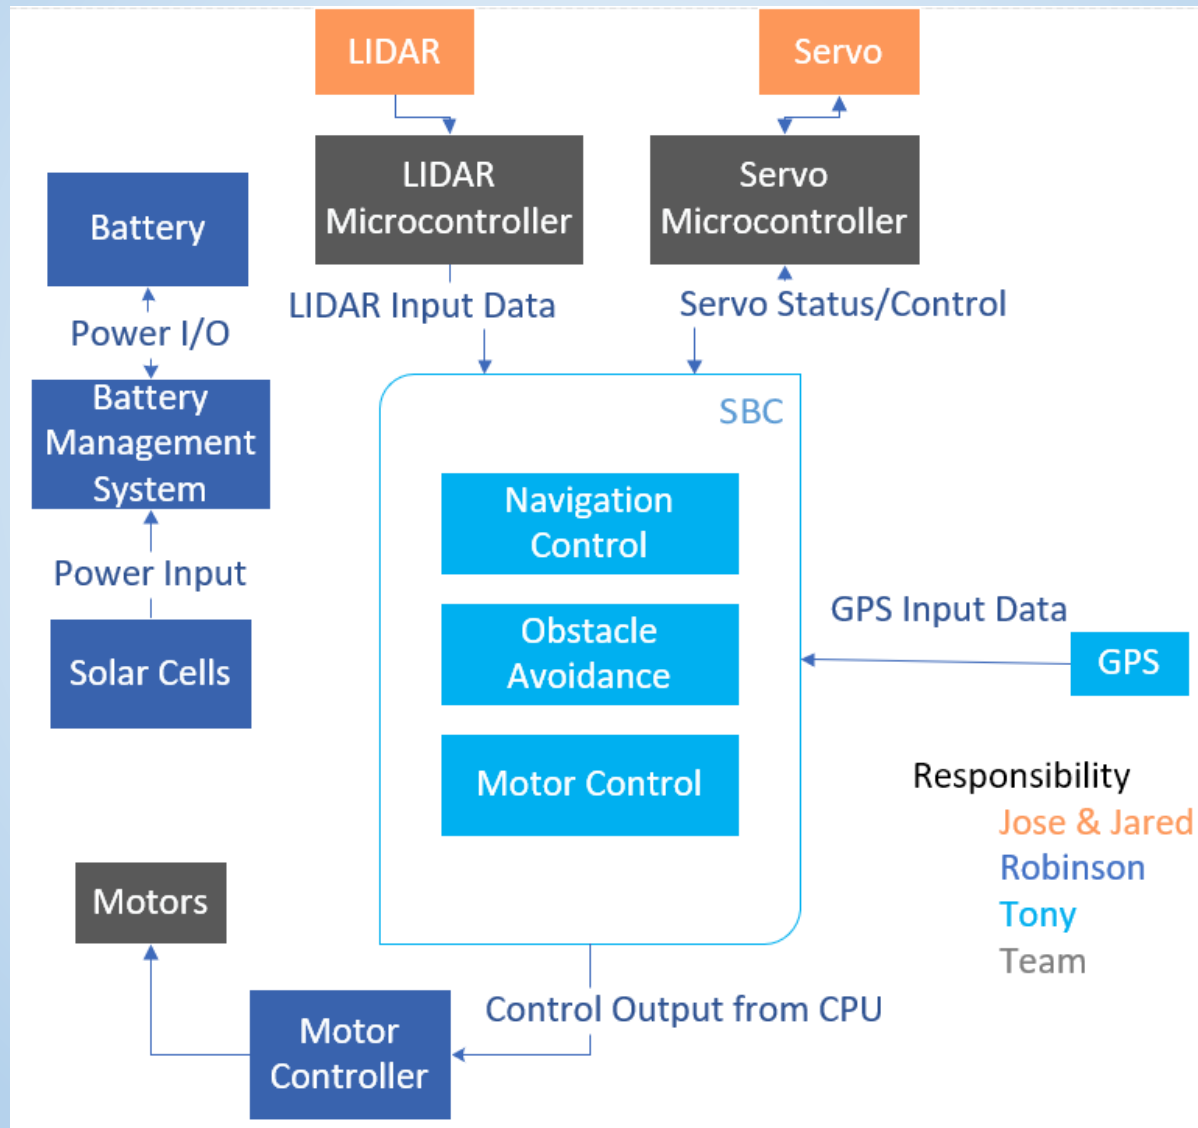 LIDAR
Servo
LIDAR
Microcontroller
Servo
Microcontroller
Battery
LIDAR Input Data
Servo Status/Control
Power I/O
Battery
Management
System
SBC
Navigation
Control
Power Input
Obstacle
Avoidance
GPS Input Data
GPS
Solar Cells
Motor Control
Responsibility
Jose & Jared
Robinson
Tony
Team
Motors
Control Output from CPU
Motor
Controller